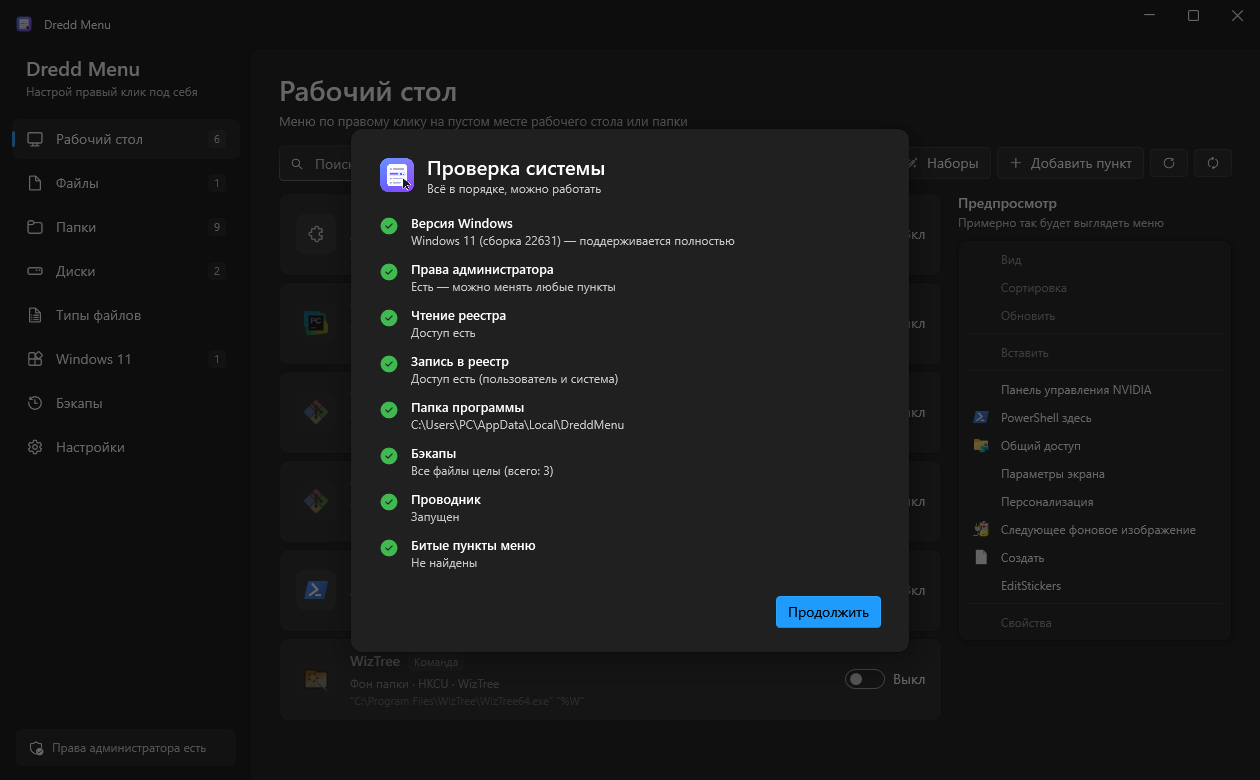 Dredd Menu
Dredd Menu
Настрой правый клик под себя
Рабочий стол 6
Файлы 1
Папки 9
Диски 2
Типы файлов
Windows 11 1
Бэкапы
Настройки
Права администратора есть
Рабочий стол
Меню по правому клику на пустом месте рабочего стола или папки
Наборы
Добавить пункт
Проверка системы
Всё в порядке, можно работать
Версия Windows
Windows 11 (сборка 22631) — поддерживается полностью
Права администратора
Есть — можно менять любые пункты
Чтение реестра
Доступ есть
Запись в реестр
Доступ есть (пользователь и система)
Папка программы
C:\Users\PC\AppData\Local\DreddMenu
Бэкапы
Все файлы целы (всего: 3)
Проводник
Запущен
Битые пункты меню
Не найдены
Продолжить
WizTree Команда
Фон папки · HKCU · WizTree
"C:\Program Files\WizTree\WizTree64.exe" "%W"
Выкл
Предпросмотр
Примерно так будет выглядеть меню
Вид
Сортировка
Обновить
Вставить
Панель управления NVIDIA
PowerShell здесь
Общий доступ
Параметры экрана
Персонализация
Следующее фоновое изображение
Создать
EditStickers
Свойства